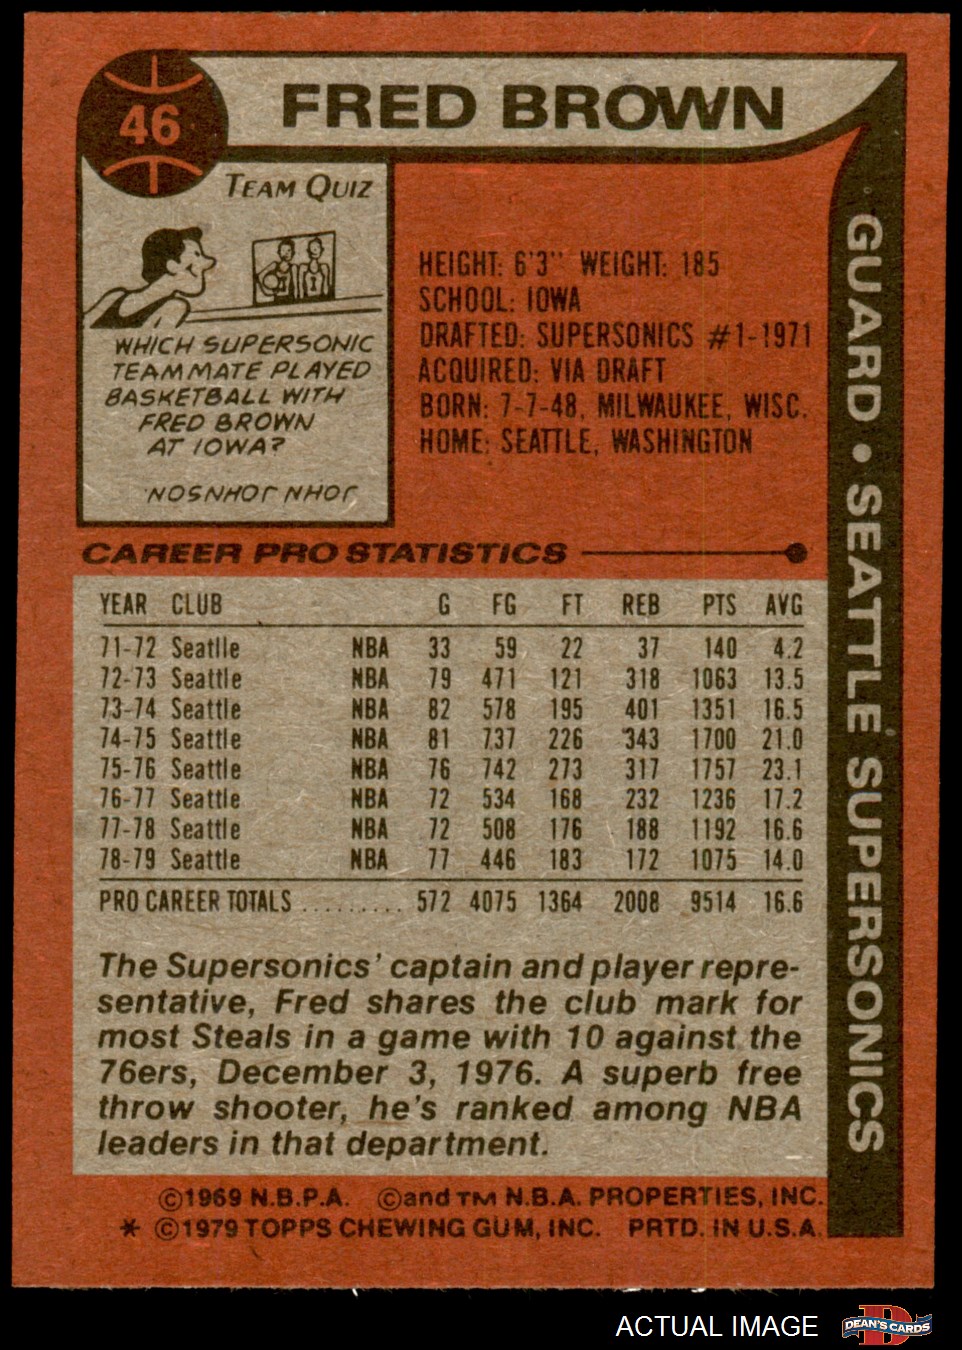 46
FRED BROWN
TEAM QUIZ
WHICH SUPERSONIC
TEAMMATE PLAYED
BASKETBALL WITH
FRED BROWN
AT IOWA?
JOHN JOHNSON
HEIGHT: 6'3" WEIGHT: 185
SCHOOL: IOWA
DRAFTED: SUPERSONICS #1-1971
ACQUIRED: VIA DRAFT
BORN: 7-7-48, MILWAUKEE, WISC.
HOME: SEATTLE, WASHINGTON
GUARD • SEATTLE SUPERSONICS
CAREER PRO STATISTICS
YEAR CLUB G FG FT REB PTS AVG
71-72 Seattle NBA 33 59 22 37 140 4.2
72-73 Seattle NBA 79 471 121 318 1063 13.5
73-74 Seattle NBA 82 578 195 401 1351 16.5
74-75 Seattle NBA 81 737 226 343 1700 21.0
75-76 Seattle NBA 76 742 273 317 1757 23.1
76-77 Seattle NBA 72 534 168 232 1236 17.2
77-78 Seattle NBA 72 508 176 188 1192 16.6
78-79 Seattle NBA 77 446 183 172 1075 14.0
PRO CAREER TOTALS .......... 572 4075 1364 2008 9514 16.6
The Supersonics' captain and player repre-
sentative, Fred shares the club mark for
most Steals in a game with 10 against the
76ers, December 3, 1976. A superb free
throw shooter, he's ranked among NBA
leaders in that department.
©1969 N.B.P.A. ©and TM N.B.A. PROPERTIES, INC.
* ©1979 TOPPS CHEWING GUM, INC. PRTD. IN U.S.A.
ACTUAL IMAGE
D
DEAN'S CARDS